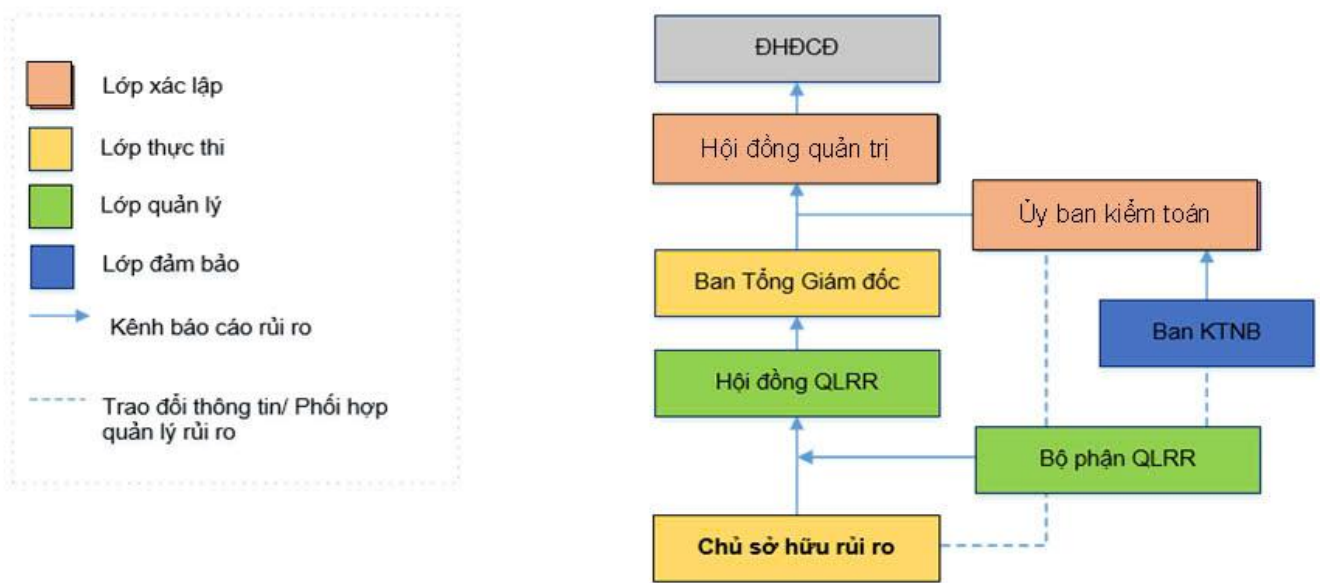 Lớp xác lập
Lớp thực thi
Lớp quản lý
Lớp đảm bảo
Kênh báo cáo rủi ro
Trao đổi thông tin/ Phối hợp
quản lý rủi ro
ĐHĐCĐ
Hội đồng quản trị
Ủy ban kiểm toán
Ban Tổng Giám đốc
Ban KTNB
Hội đồng QLRR
Bộ phận QLRR
Chủ sở hữu rủi ro